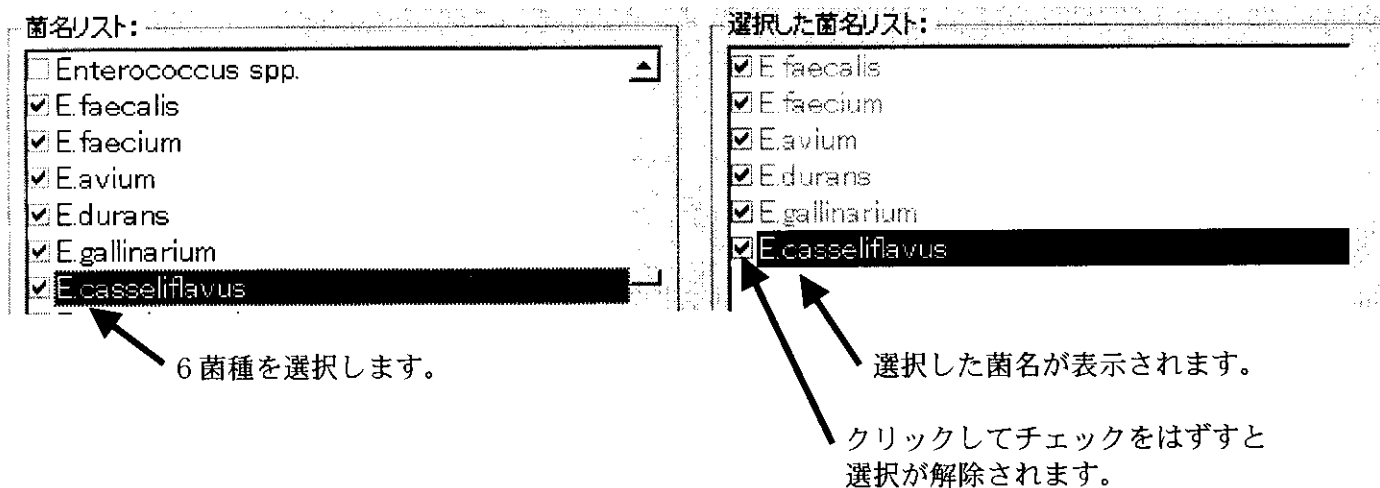 菌名リスト:
Enterococcus spp.
E.faecalis
E.faecium
E.avium
E.durans
E.gallinarium
E.casseliflavus
6菌種を選択します。
選択した菌名リスト:
E.faecalis
E.faecium
E.avium
E.durans
E.gallinarium
E.casseliflavus
選択した菌名が表示されます。
クリックしてチェックをはずすと
選択が解除されます。